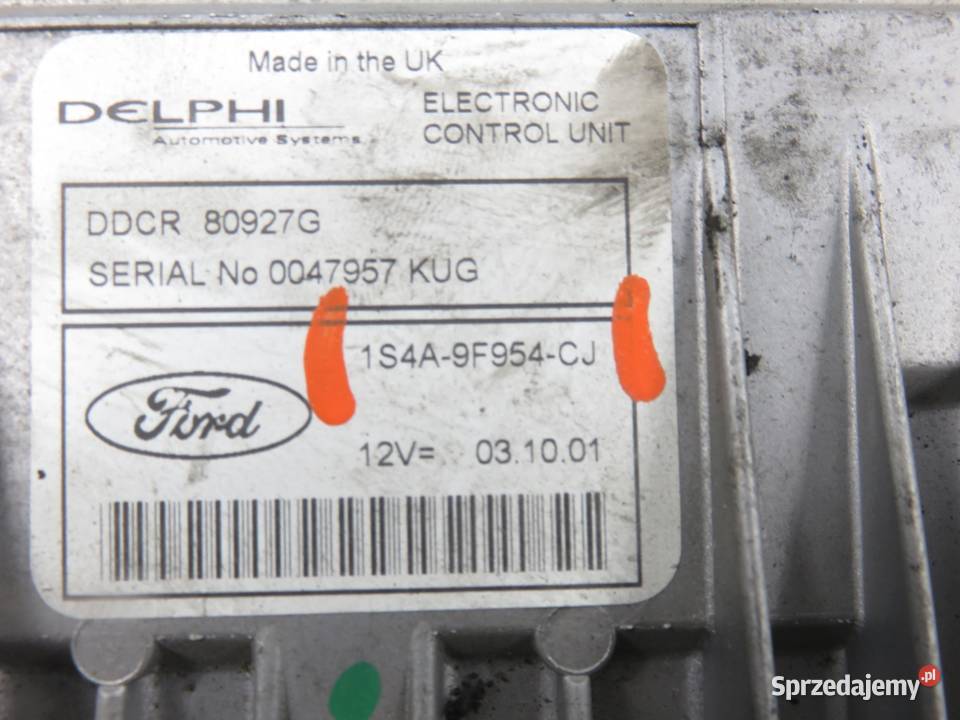 Made in the UK
DELPHI
Automotive Systems
ELECTRONIC
CONTROL UNIT
DDCR 80927G
SERIAL No 0047957 KUG
1S4A-9F954-CJ
Ford
12V= 03.10.01
Sprzedajemy.pl